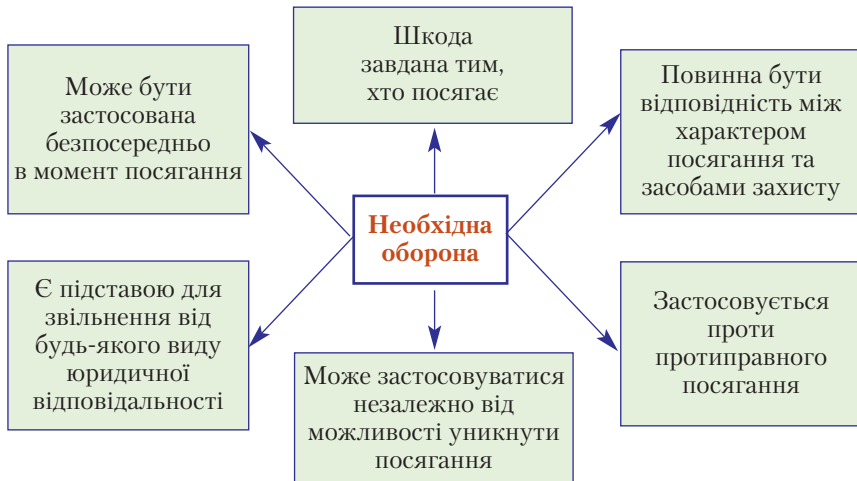 Може бути
застосована
безпосередньо
в момент посягання
Шкода
завдана тим,
хто посягає
Повинна бути
відповідність між
характером
посягання та
засобами захисту
Необхідна
оборона
Є підставою для
звільнення від
будь-якого виду
юридичної
відповідальності
Може застосовуватися
незалежно від
можливості уникнути
посягання
Застосовується
проти
протиправного
посягання